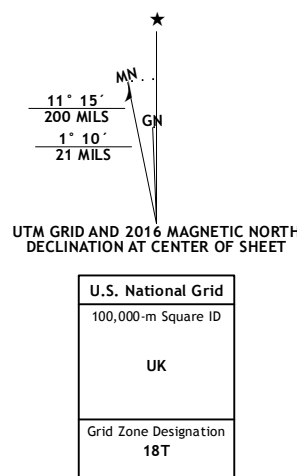 MN
GN
11° 15´
200 MILS
1° 10´
21 MILS
UTM GRID AND 2016 MAGNETIC NORTH
DECLINATION AT CENTER OF SHEET
U.S. National Grid
100,000-m Square ID
UK
Grid Zone Designation
18T